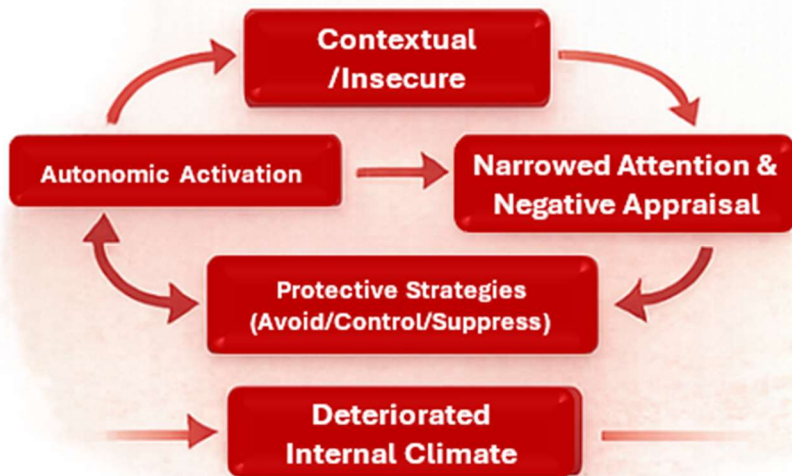 Contextual
/Insecure
Autonomic Activation
Narrowed Attention &
Negative Appraisal
Protective Strategies
(Avoid/Control/Suppress)
Deteriorated
Internal Climate